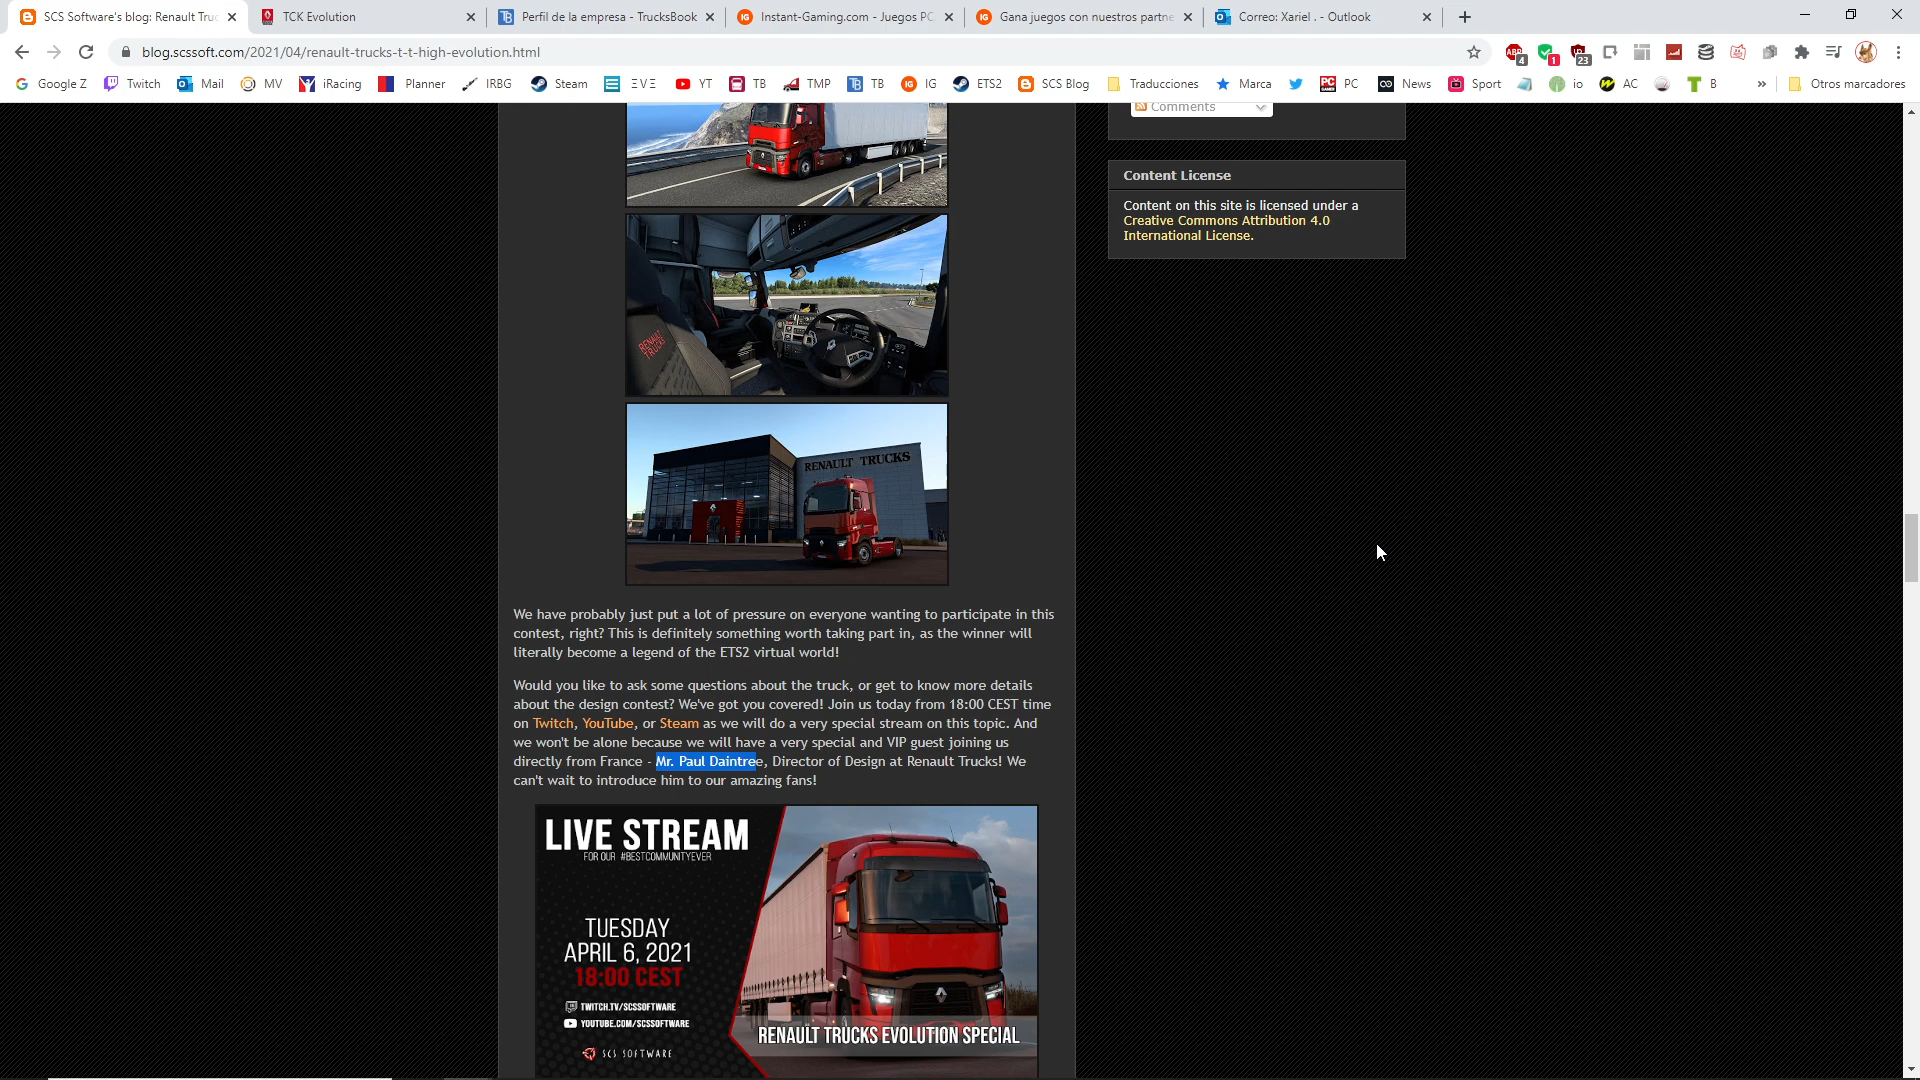 SCS Software's blog: Renault Truc
TCK Evolution
Perfil de la empresa - TrucksBook
Instant-Gaming.com - Juegos PC
Gana juegos con nuestros partne
Correo: Xariel . - Outlook
blog.scssoft.com/2021/04/renault-trucks-t-t-high-evolution.html
ABP 4 1 23
Google Z
Twitch
Mail
MV
iRacing
Planner
IRBG
Steam
ΞVΞ
YT
TB
TMP
TB
IG
ETS2
SCS Blog
Traducciones
Marca
PC
News
Sport
io
AC
B
»
Otros marcadores
Comments
Content License
Content on this site is licensed under a
Creative Commons Attribution 4.0
International License.
RENAULT
TRUCKS
RENAULT TRUCKS
We have probably just put a lot of pressure on everyone wanting to participate in this
contest, right? This is definitely something worth taking part in, as the winner will
literally become a legend of the ETS2 virtual world!
Would you like to ask some questions about the truck, or get to know more details
about the design contest? We've got you covered! Join us today from 18:00 CEST time
on Twitch, YouTube, or Steam as we will do a very special stream on this topic. And
we won't be alone because we will have a very special and VIP guest joining us
directly from France - Mr. Paul Daintree, Director of Design at Renault Trucks! We
can't wait to introduce him to our amazing fans!
LIVE STREAM
FOR OUR #BESTCOMMUNITYEVER
TUESDAY
APRIL 6, 2021
18:00 CEST
TWITCH.TV/SCSSOFTWARE
YOUTUBE.COM/SCSSOFTWARE
SCS SOFTWARE
RENAULT TRUCKS EVOLUTION SPECIAL